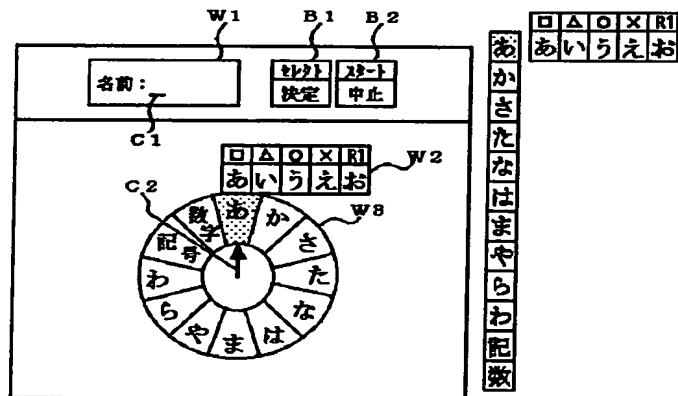 W1
B1
B2
名前:
C1
セレクト
決定
スタート
中止
□ △ ○ × R1
あ い う え お
W2
C2
W3
あ
か
さ
た
な
は
ま
や
ら
わ
記号
数字
□ △ ○ × R1
あ い う え お
あ
か
さ
た
な
は
ま
や
ら
わ
記
数